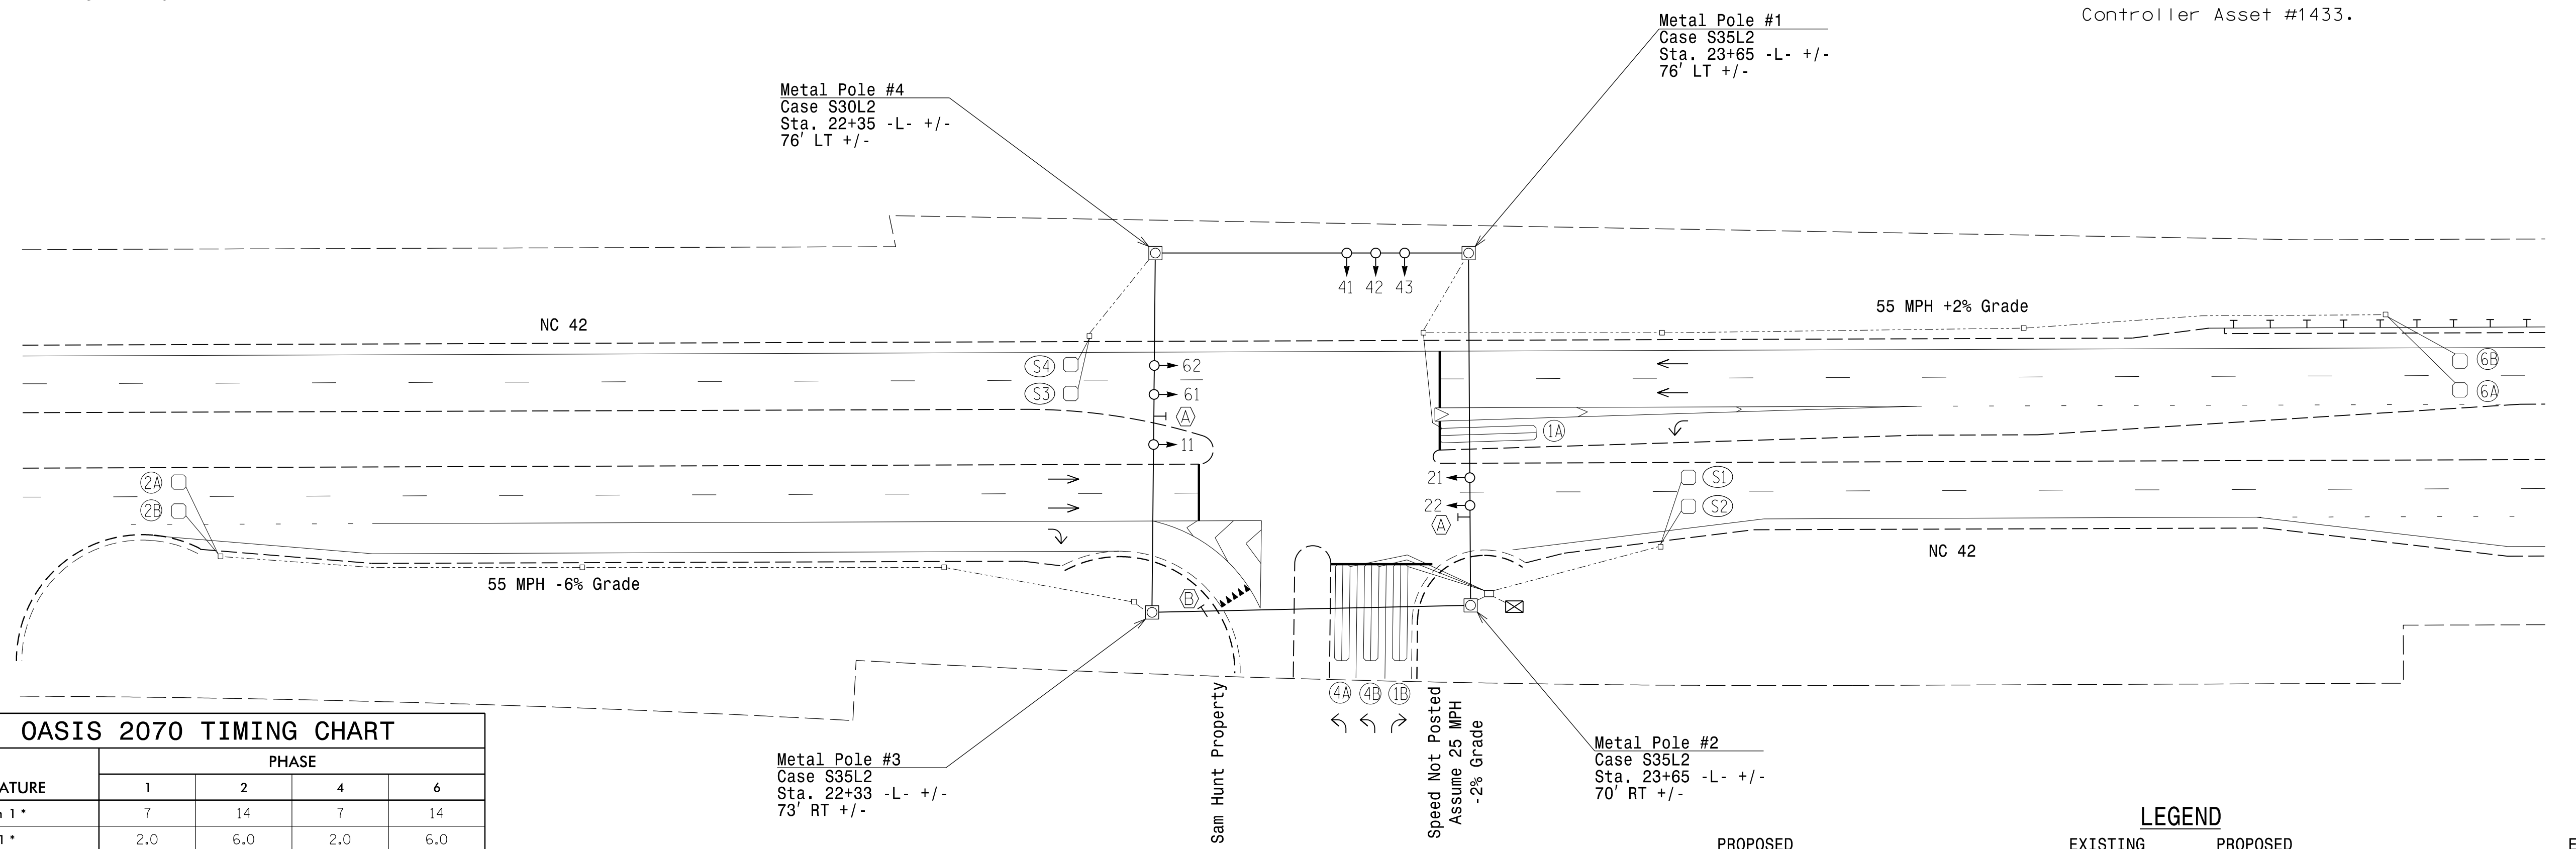 Controller Asset #1433.
Metal Pole #1
Case S35L2
Sta. 23+65 -L- +/-
76' LT +/-
Metal Pole #4
Case S30L2
Sta. 22+35 -L- +/-
76' LT +/-
41 42 43
55 MPH +2% Grade
NC 42
S4
62
6B
S3
61
6A
A
1A
11
2A
21
S1
2B
22
S2
A
NC 42
55 MPH -6% Grade
B
4A 4B 1B
Sam Hunt Property
Speed Not Posted
Assume 25 MPH
-2% Grade
Metal Pole #3
Case S35L2
Sta. 22+33 -L- +/-
73' RT +/-
Metal Pole #2
Case S35L2
Sta. 23+65 -L- +/-
70' RT +/-
OASIS 2070 TIMING CHART
PHASE
ATURE 1 2 4 6
1 * 7 14 7 14
1 * 2.0 6.0 2.0 6.0
LEGEND
PROPOSED EXISTING PROPOSED